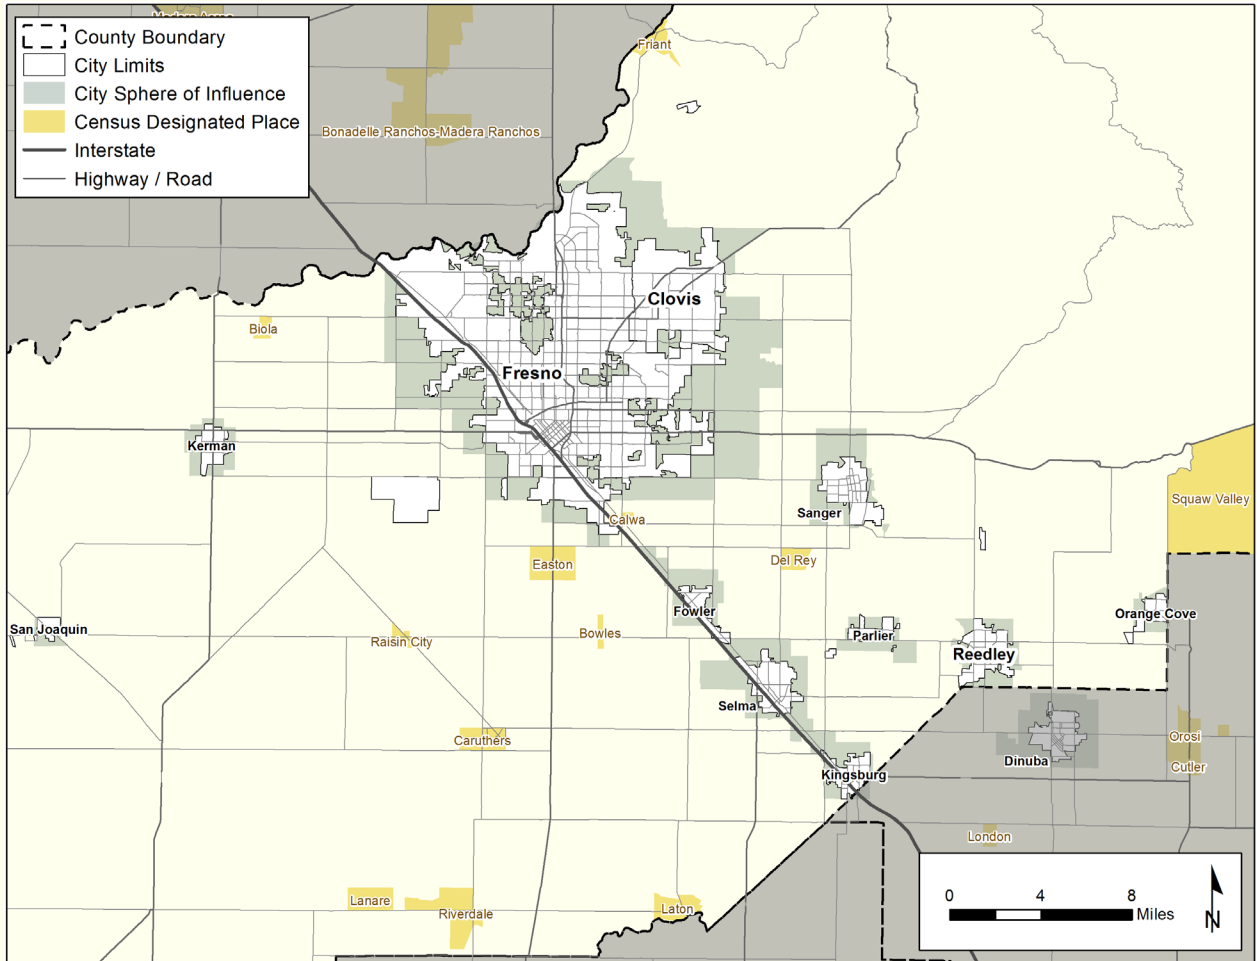 Madera Acres
County Boundary
City Limits
City Sphere of Influence
Census Designated Place
Interstate
Highway / Road
Friant
Bonadelle Ranchos-Madera Ranchos
Clovis
Biola
Fresno
Kerman
Squaw Valley
Sanger
Calwa
Del Rey
Easton
Fowler
Orange Cove
San Joaquin
Bowles
Parlier
Raisin City
Reedley
Selma
Orosi
Caruthers
Dinuba
Cutler
Kingsburg
London
Lanare
Laton
Riverdale
0 4 8
Miles
N